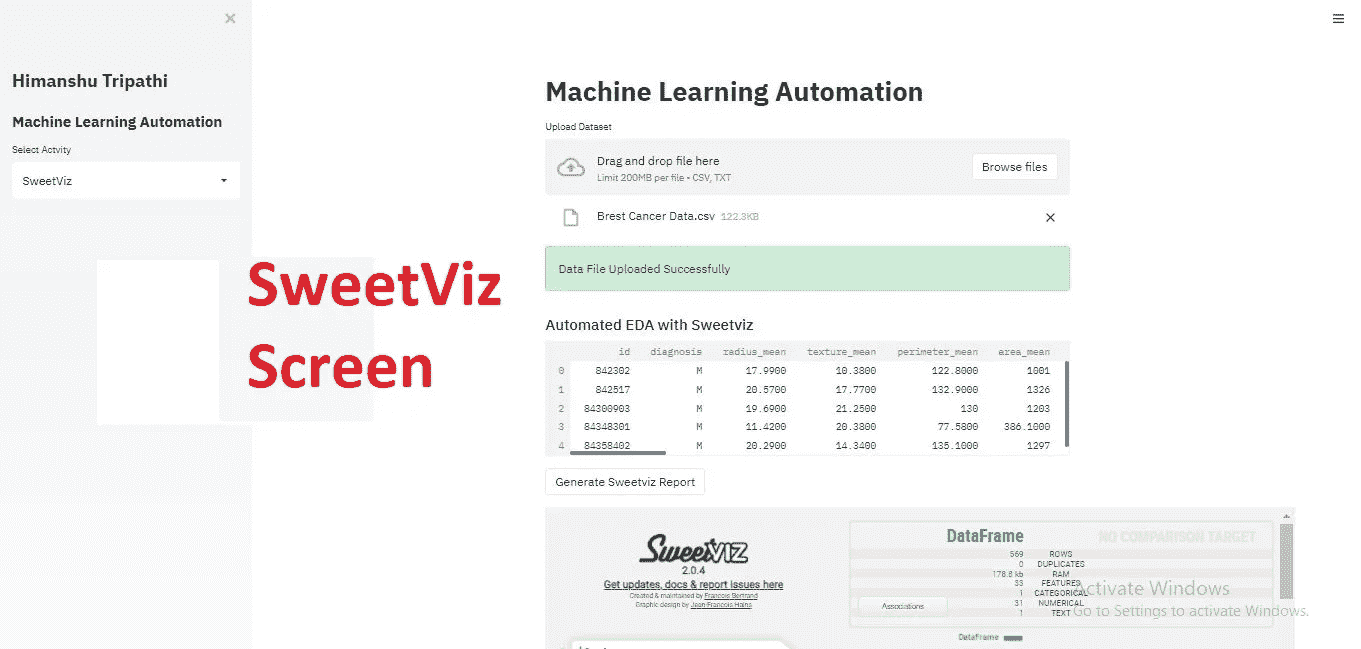 Himanshu Tripathi
Machine Learning Automation
Select Actvity
SweetViz
SweetViz
Screen
Machine Learning Automation
Upload Dataset
Drag and drop file here
Limit 200MB per file • CSV, TXT
Browse files
Brest Cancer Data.csv 122.3KB
Data File Uploaded Successfully
Automated EDA with Sweetviz
id diagnosis radius_mean texture_mean perimeter_mean area_mean
0 842302 M 17.9900 10.3800 122.8000 1001
1 842517 M 20.5700 17.7700 132.9000 1326
2 84300903 M 19.6900 21.2500 130 1203
3 84348301 M 11.4200 20.3800 77.5800 386.1000
4 84358402 M 20.2900 14.3400 135.1000 1297
Generate Sweetviz Report
SweetVIZ
2.0.4
Get updates, docs & report issues here
Created & maintained by Francois Bertrand
Graphic design by Jean-Francois Hains
DataFrame NO COMPARISON TARGET
569 ROWS
0 DUPLICATES
178.8 kb RAM
33 FEATURES
1 CATEGORICAL
31 NUMERICAL
1 TEXT
Associations
DataFrame
Activate Windows
Go to Settings to activate Windows.